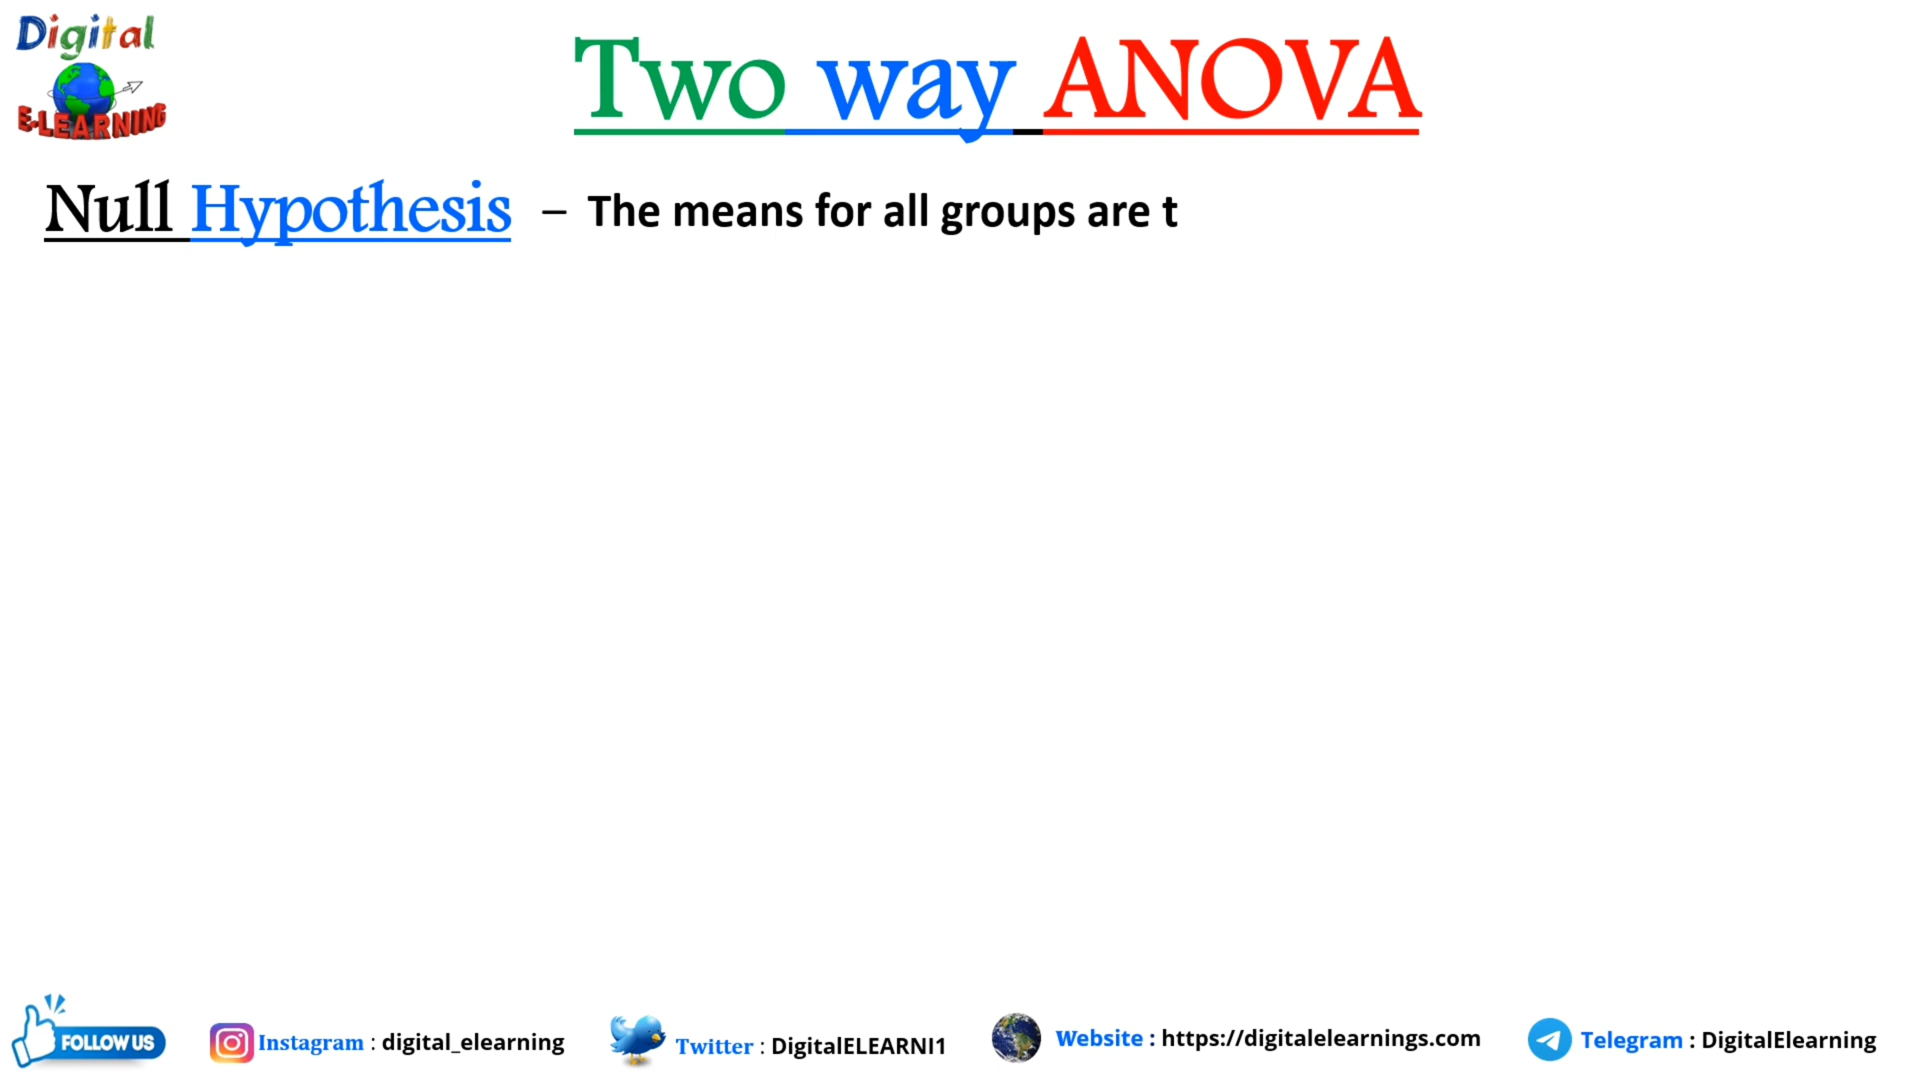 Digital
E-LEARNING
Two way ANOVA
Null Hypothesis – The means for all groups are t
FOLLOW US
Instagram : digital_elearning
Twitter : DigitalELEARNI1
Website : https://digitalelearnings.com
Telegram : DigitalElearning